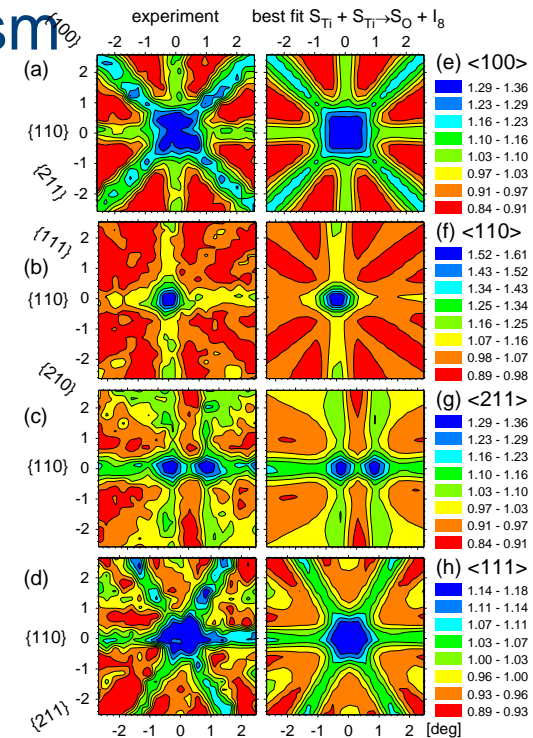 sm
experiment best fit S_Ti + S_Ti→S_O + I_8
{100}
-2 -1 0 1 2 -2 -1 0 1 2
(a)
2
1
{110} 0
-1
-2
{211}
(e) <100>
1.29 - 1.36
1.23 - 1.29
1.16 - 1.23
1.10 - 1.16
1.03 - 1.10
0.97 - 1.03
0.91 - 0.97
0.84 - 0.91
{111}
(b)
2
1
{110} 0
-1
-2
{210}
(f) <110>
1.52 - 1.61
1.43 - 1.52
1.34 - 1.43
1.25 - 1.34
1.16 - 1.25
1.07 - 1.16
0.98 - 1.07
0.89 - 0.98
(c)
2
1
{110} 0
-1
-2
(g) <211>
1.29 - 1.36
1.23 - 1.29
1.16 - 1.23
1.10 - 1.16
1.03 - 1.10
0.97 - 1.03
0.91 - 0.97
0.84 - 0.91
(d)
2
1
{110} 0
-1
-2
{211}
(h) <111>
1.14 - 1.18
1.11 - 1.14
1.07 - 1.11
1.03 - 1.07
1.00 - 1.03
0.96 - 1.00
0.93 - 0.96
0.89 - 0.93
-2 -1 0 1 2 -2 -1 0 1 2 [deg]